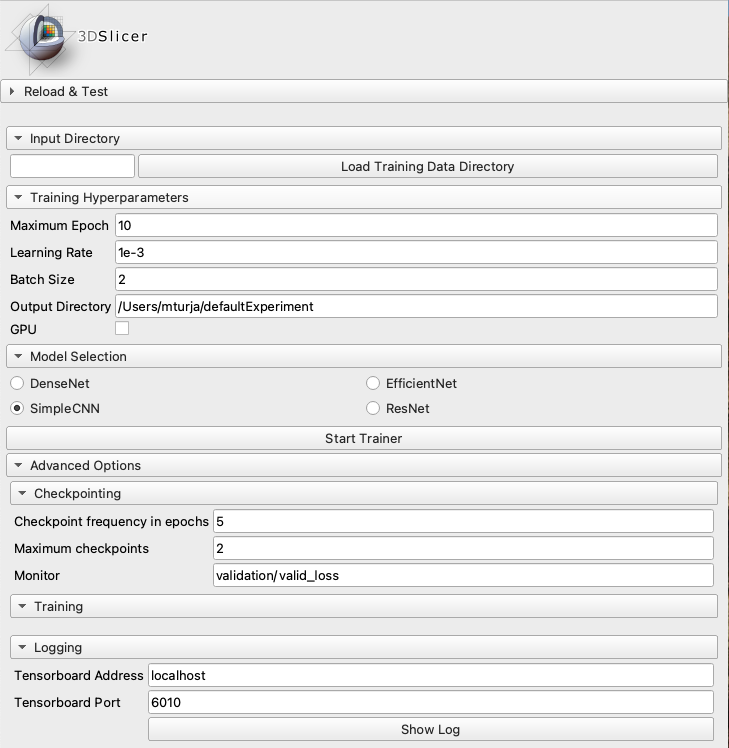 3DSlicer
Reload & Test
Input Directory
Load Training Data Directory
Training Hyperparameters
Maximum Epoch 10
Learning Rate 1e-3
Batch Size 2
Output Directory /Users/mturja/defaultExperiment
GPU
Model Selection
DenseNet EfficientNet
SimpleCNN ResNet
Start Trainer
Advanced Options
Checkpointing
Checkpoint frequency in epochs 5
Maximum checkpoints 2
Monitor validation/valid_loss
Training
Logging
Tensorboard Address localhost
Tensorboard Port 6010
Show Log